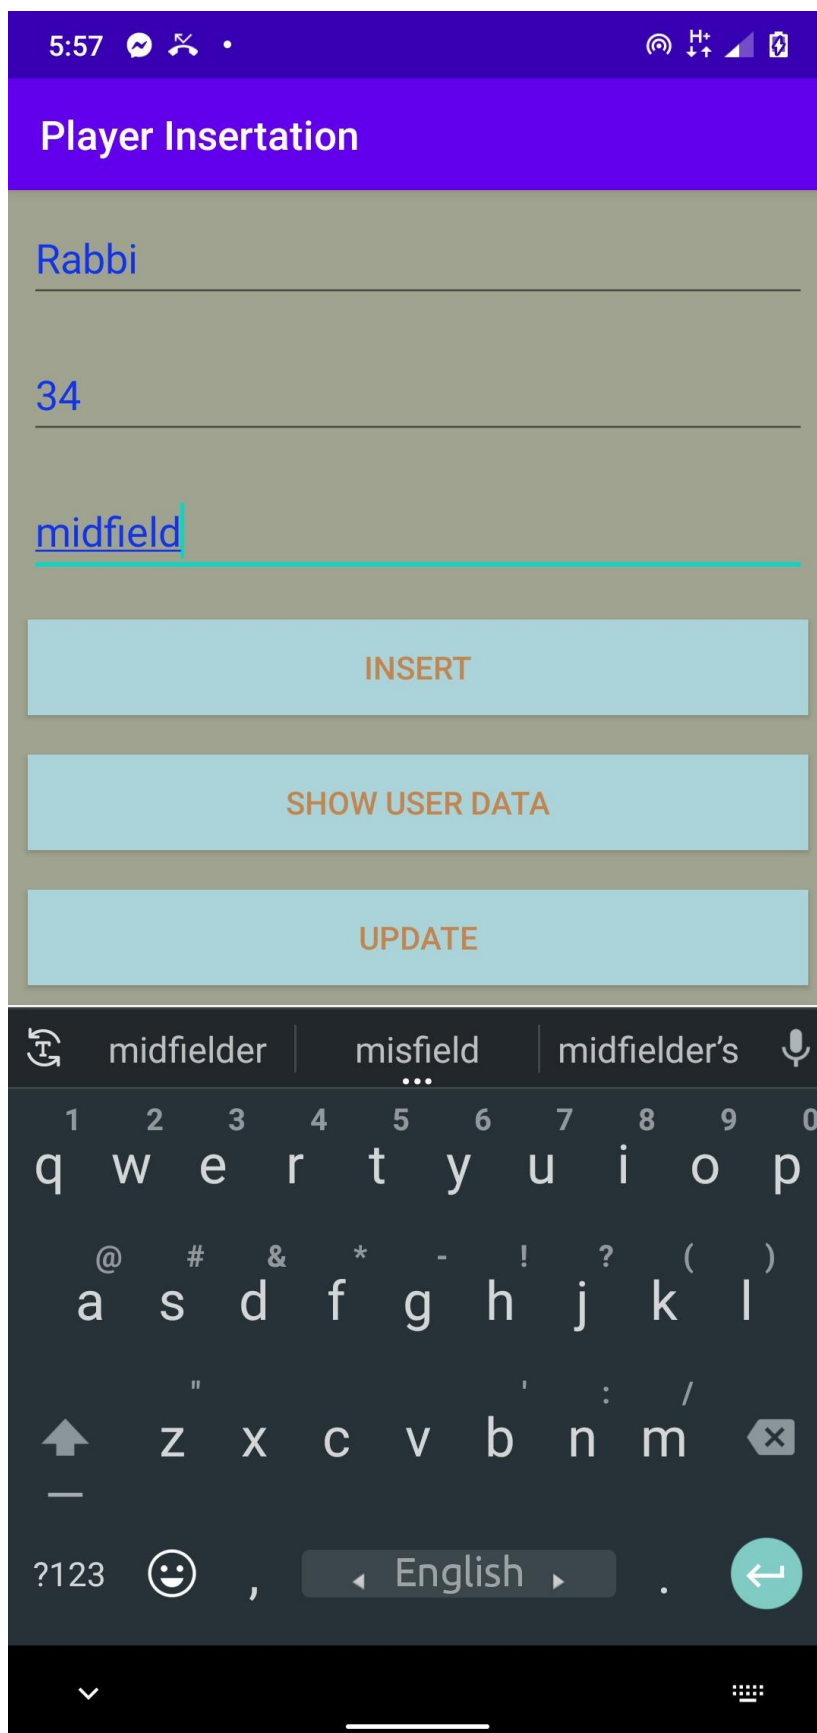 5:57
H+
Player Insertation
Rabbi
34
midfield
INSERT
SHOW USER DATA
UPDATE
midfielder misfield midfielder's
1 2 3 4 5 6 7 8 9 0
q w e r t y u i o p
@ # & * - ! ? ( )
a s d f g h j k l
" ' : /
z x c v b n m
?123 , English .